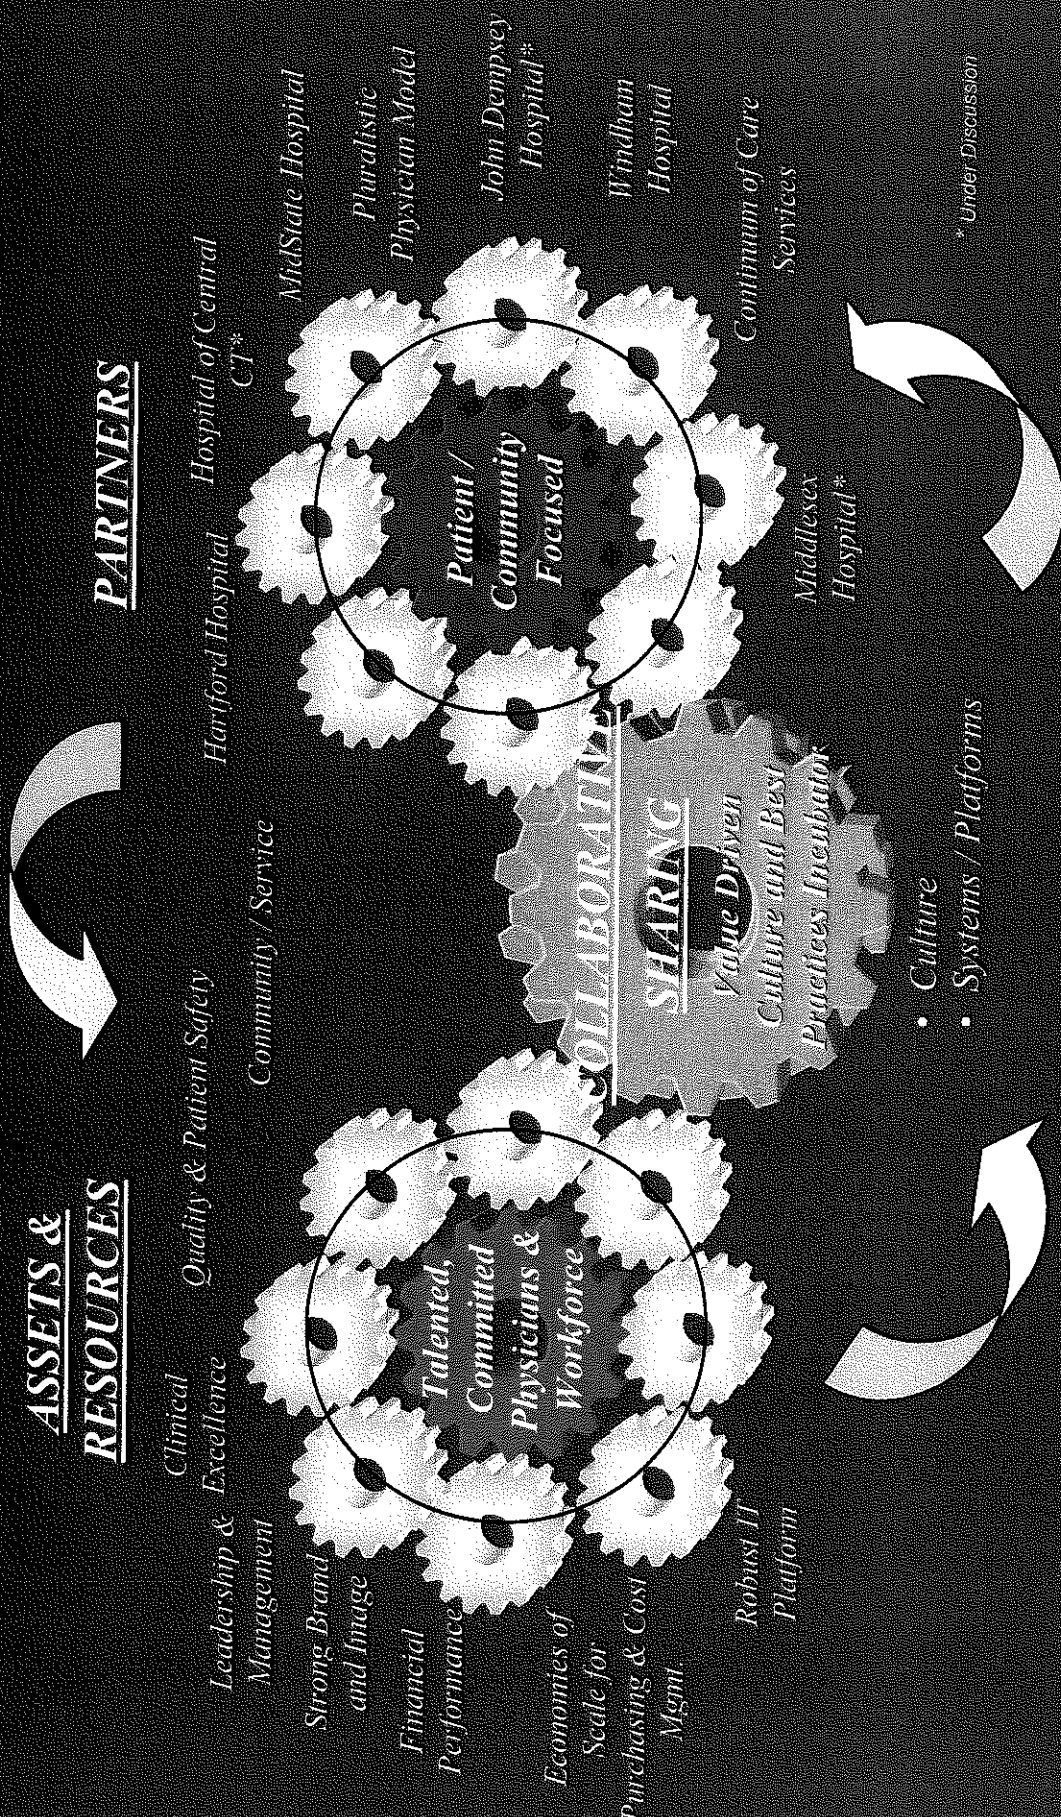 ASSETS &
RESOURCES
Clinical
Excellence
Quality & Patient Safety
Community / Service
Leadership &
Management
Strong Brand
and Image
Financial
Performance
Economies of
Scale for
Purchasing & Cost
Mgmt.
Robust IT
Platform
Talented,
Committed
Physicians &
Workforce
COLLABORATIVE
SHARING
Value Driven
Culture and Best
Practices Incubator
• Culture
• Systems / Platforms
PARTNERS
Hartford Hospital
Hospital of Central
CT*
MidState Hospital
Pluralistic
Physician Model
John Dempsey
Hospital*
Windham
Hospital
Continuum of Care
Services
Middlesex
Hospital*
Patient /
Community
Focused
* Under Discussion